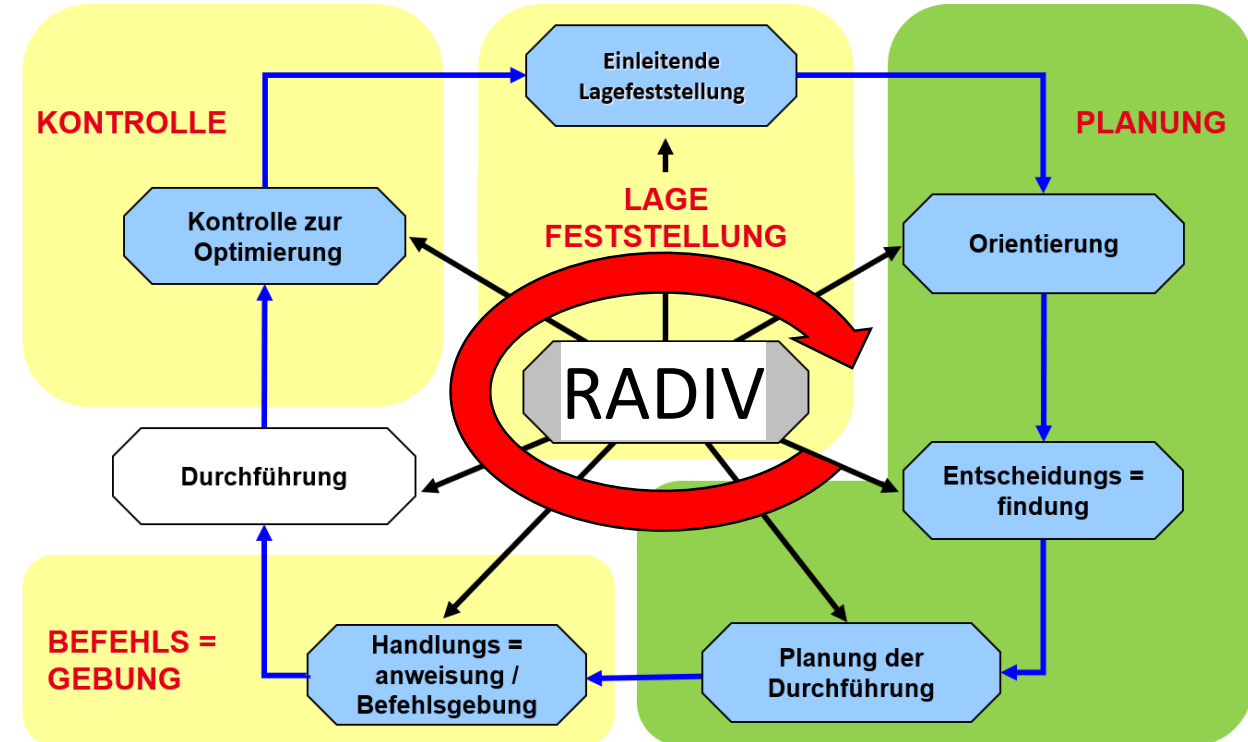 Einleitende
Lagefeststellung
KONTROLLE
PLANUNG
LAGE
FESTSTELLUNG
Kontrolle zur
Optimierung
Orientierung
RADIV
Durchführung
Entscheidungs =
findung
BEFEHLS =
GEBUNG
Handlungs =
anweisung /
Befehlsgebung
Planung der
Durchführung